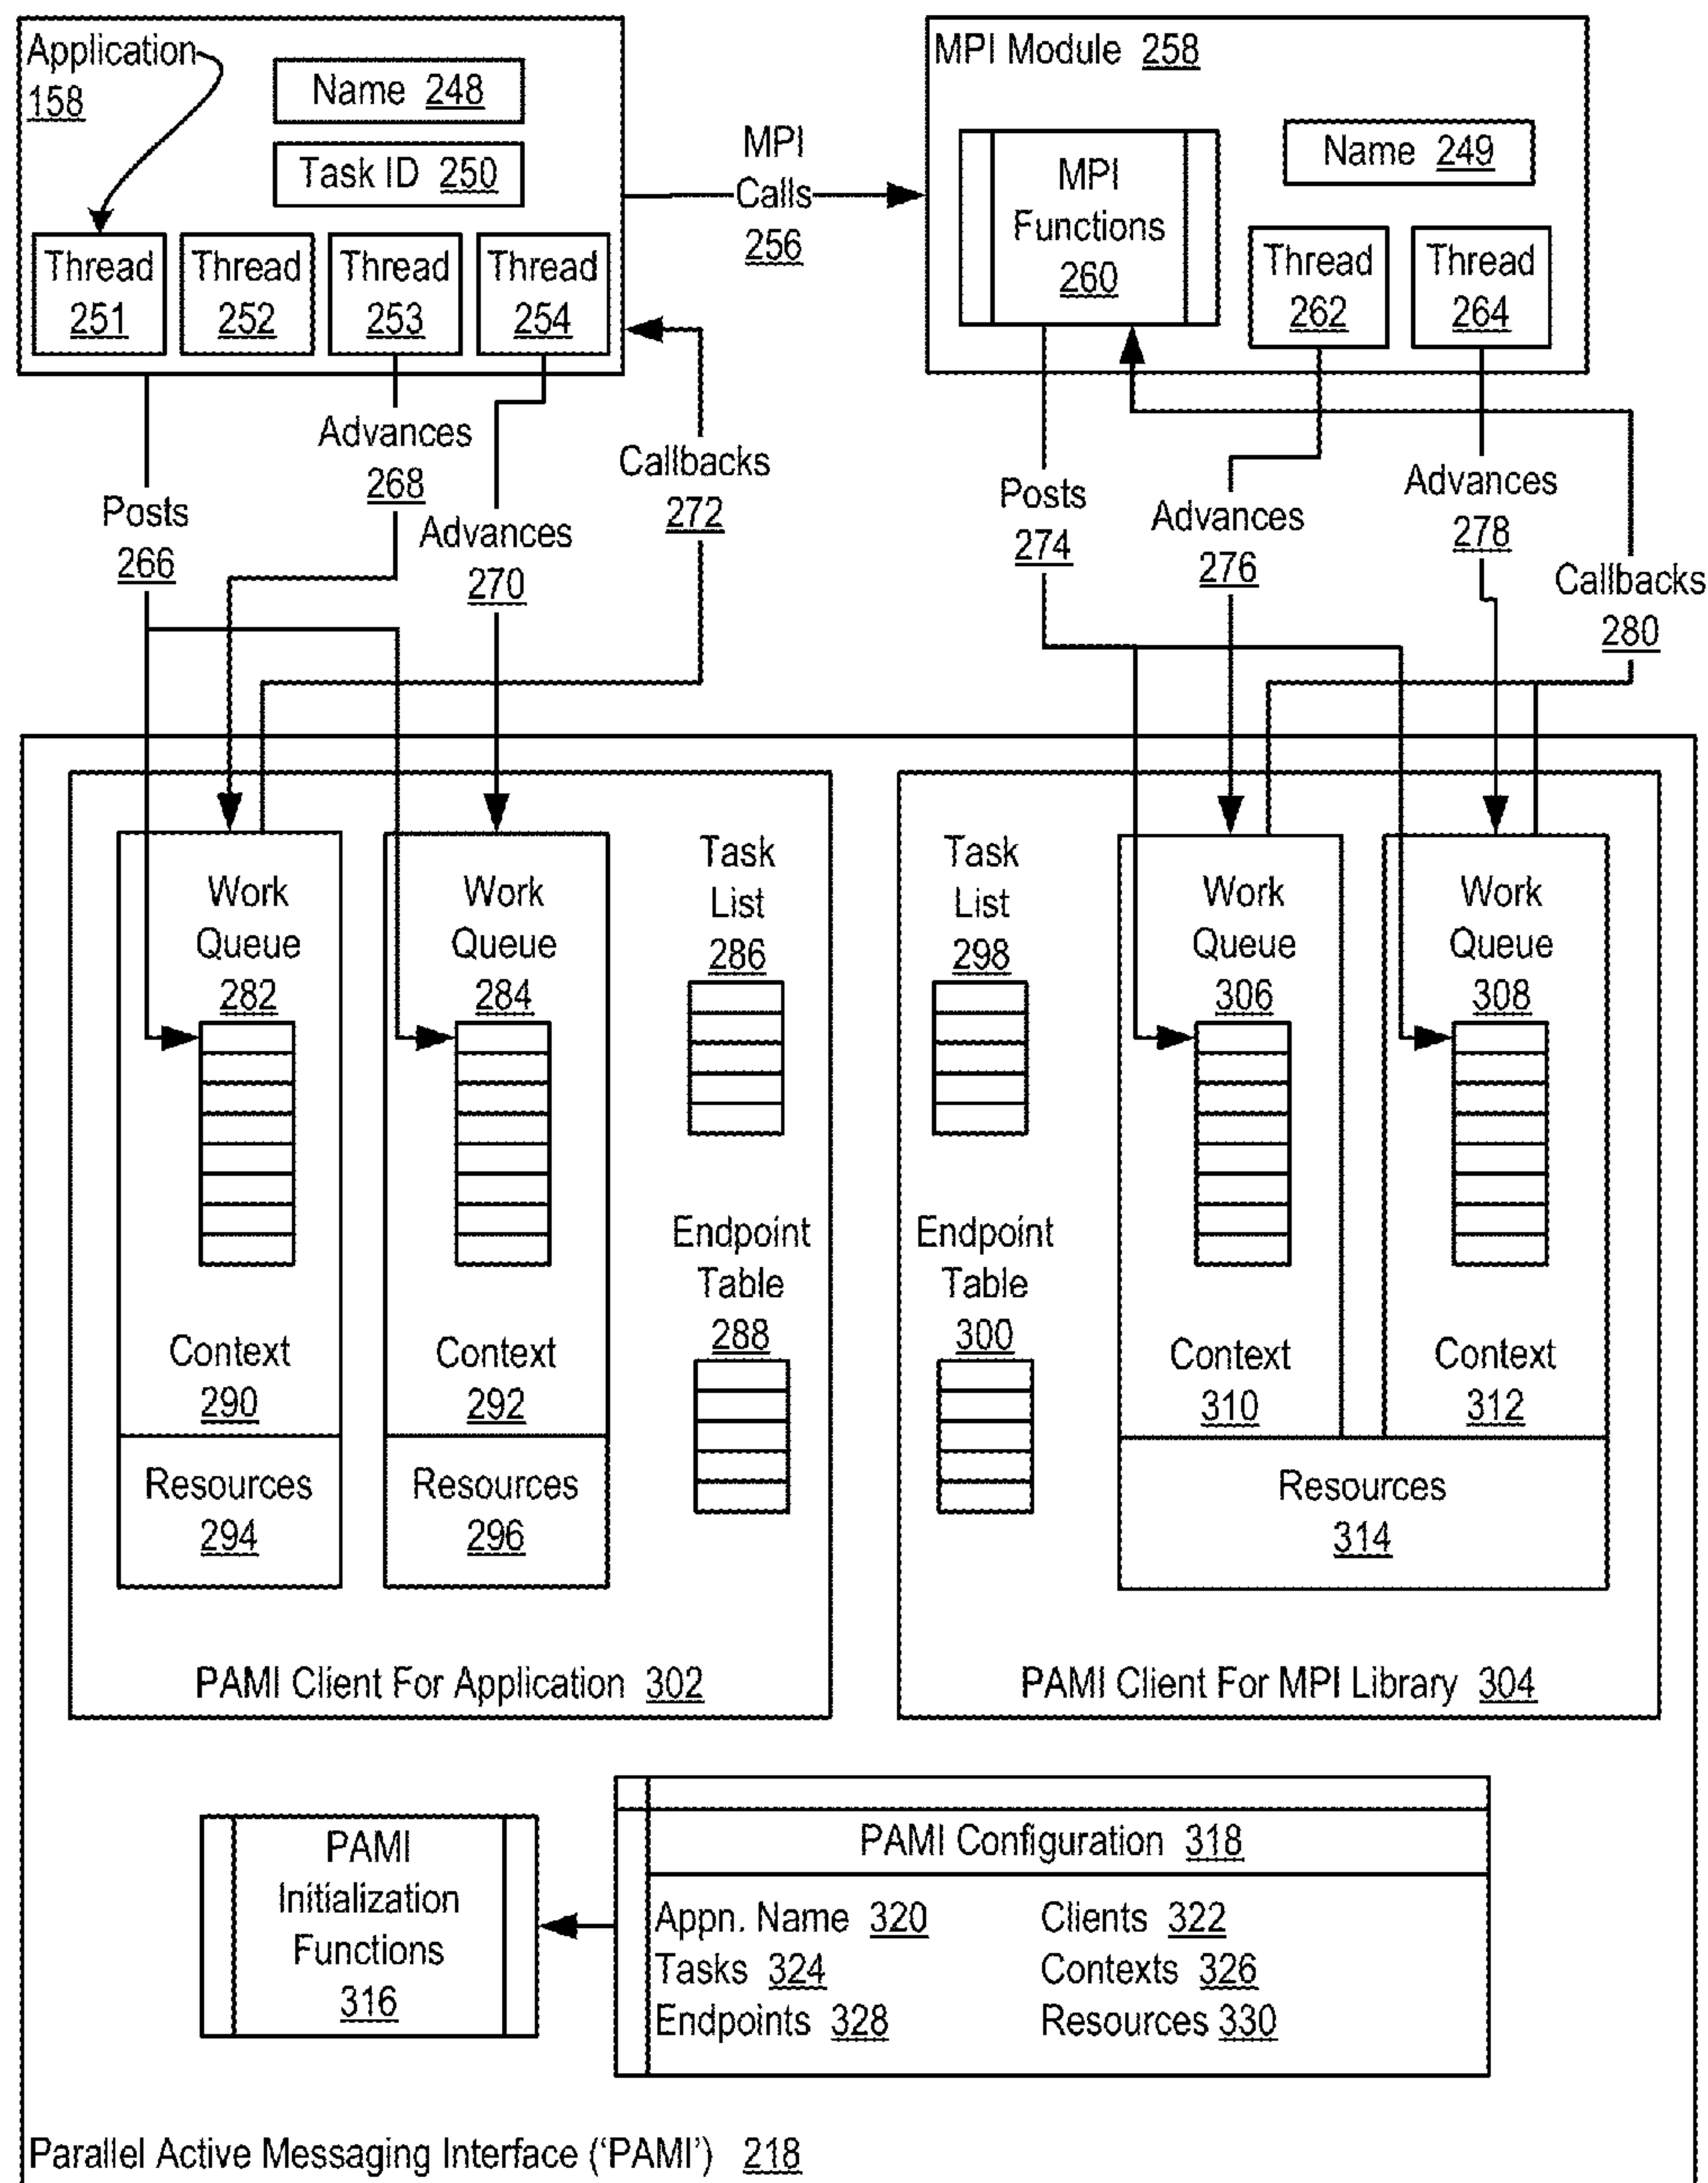 Application
158
Name 248
Task ID 250
Thread
251
Thread
252
Thread
253
Thread
254
MPI
Calls
256
MPI Module 258
MPI
Functions
260
Name 249
Thread
262
Thread
264
Posts
266
Advances
268
Advances
270
Callbacks
272
Posts
274
Advances
276
Advances
278
Callbacks
280
Work
Queue
282
Context
290
Resources
294
Work
Queue
284
Context
292
Resources
296
Task
List
286
Endpoint
Table
288
PAMI Client For Application 302
Task
List
298
Endpoint
Table
300
Work
Queue
306
Context
310
Work
Queue
308
Context
312
Resources
314
PAMI Client For MPI Library 304
PAMI
Initialization
Functions
316
PAMI Configuration 318
Appn. Name 320 Clients 322
Tasks 324 Contexts 326
Endpoints 328 Resources 330
Parallel Active Messaging Interface (‘PAMI’) 218